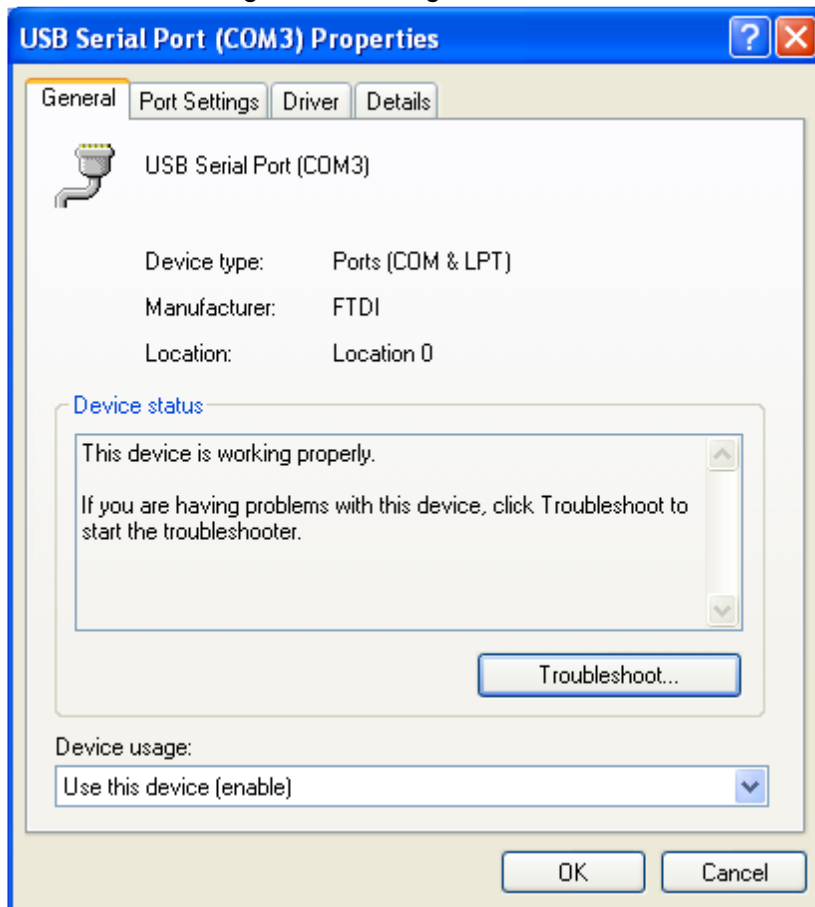 USB Serial Port (COM3) Properties
General Port Settings Driver Details
USB Serial Port (COM3)
Device type: Ports (COM & LPT)
Manufacturer: FTDI
Location: Location 0
Device status
This device is working properly.
If you are having problems with this device, click Troubleshoot to
start the troubleshooter.
Troubleshoot...
Device usage:
Use this device (enable)
OK Cancel